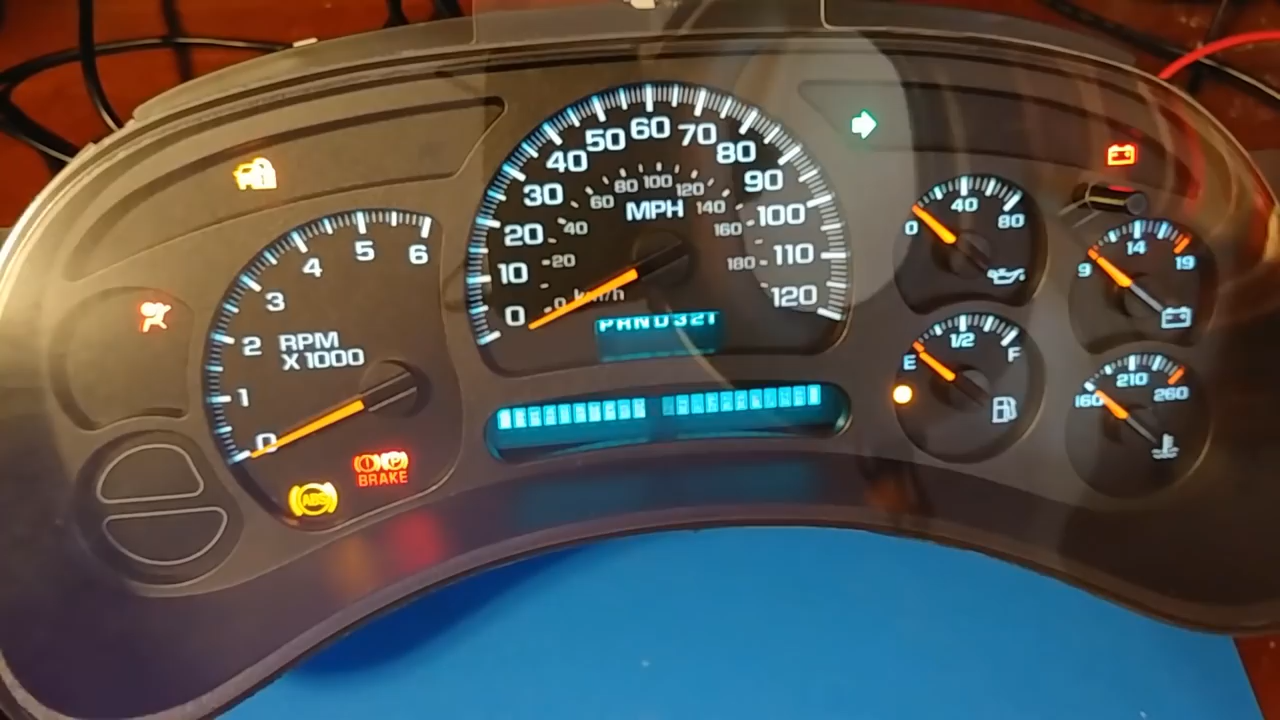 0 10 20 30 40 50 60 70 80 90 100 110 120
MPH
0 20 40 60 80 100 120 140 160 180
km/h
PRND321
0 1 2 3 4 5 6
RPM
X1000
ABS
P
BRAKE
0 40 80
9 14 19
E 1/2 F
160 210 260